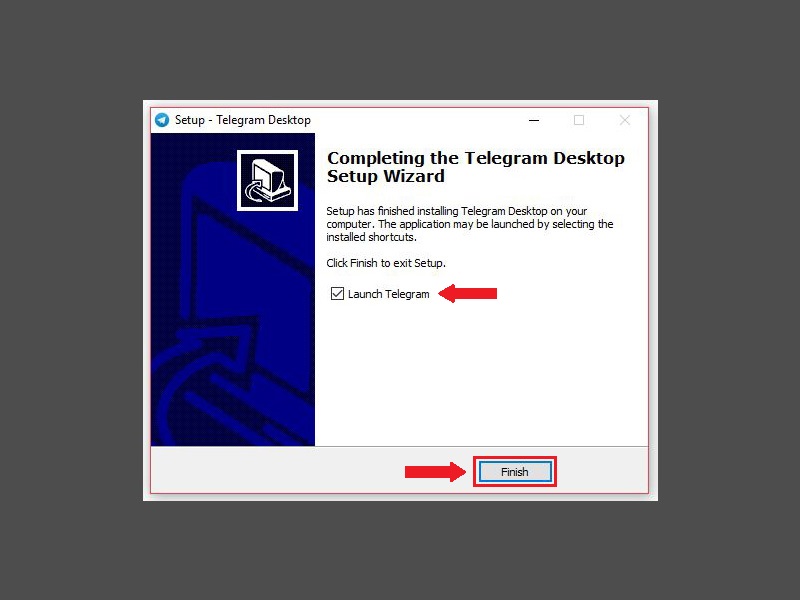 Setup - Telegram Desktop
Completing the Telegram Desktop
Setup Wizard
Setup has finished installing Telegram Desktop on your
computer. The application may be launched by selecting the
installed shortcuts.
Click Finish to exit Setup.
Launch Telegram
Finish